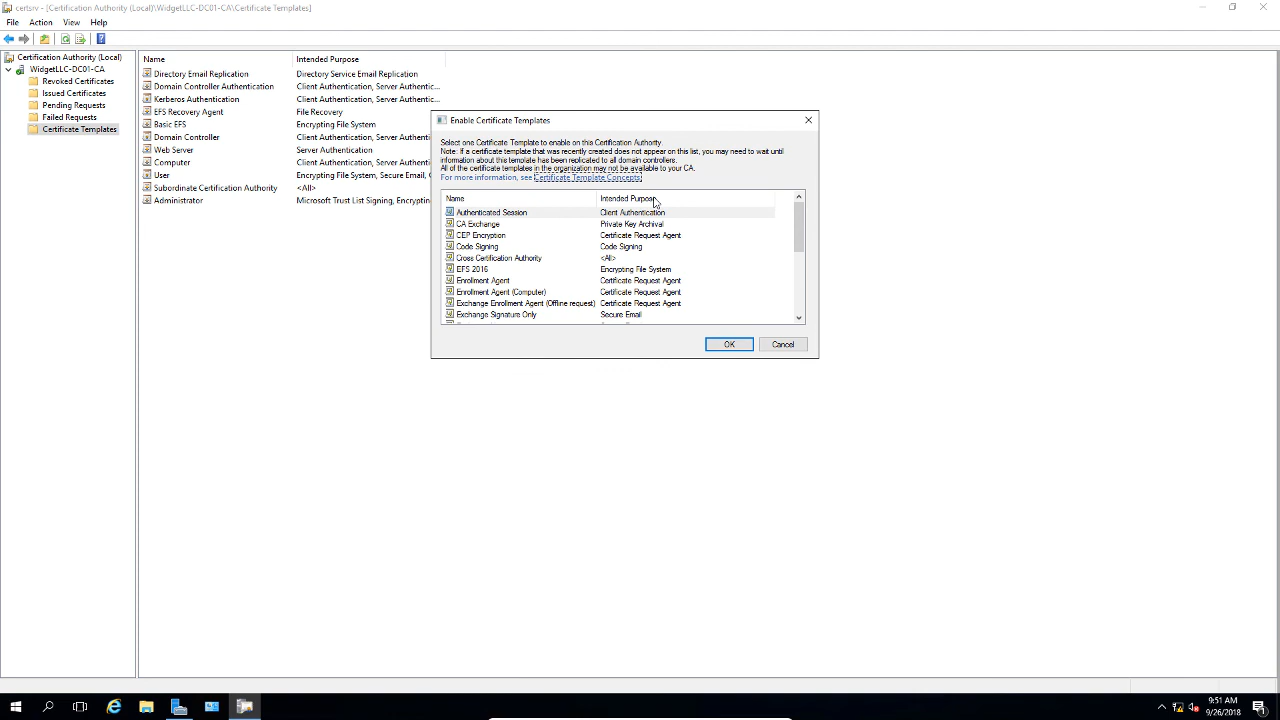 certsrv - [Certification Authority (Local)\WidgetLLC-DC01-CA\Certificate Templates]
File Action View Help
Certification Authority (Local)
WidgetLLC-DC01-CA
Revoked Certificates
Issued Certificates
Pending Requests
Failed Requests
Certificate Templates
Name Intended Purpose
Directory Email Replication Directory Service Email Replication
Domain Controller Authentication Client Authentication, Server Authentic...
Kerberos Authentication Client Authentication, Server Authentic...
EFS Recovery Agent File Recovery
Basic EFS Encrypting File System
Domain Controller Client Authentication, Server Authenti
Web Server Server Authentication
Computer Client Authentication, Server Authenti
User Encrypting File System, Secure Email, C
Subordinate Certification Authority <All>
Administrator Microsoft Trust List Signing, Encryptin
Enable Certificate Templates
Select one Certificate Template to enable on this Certification Authority.
Note: If a certificate template that was recently created does not appear on this list, you may need to wait until
information about this template has been replicated to all domain controllers.
All of the certificate templates in the organization may not be available to your CA.
For more information, see Certificate Template Concepts.
Name Intended Purpose
Authenticated Session Client Authentication
CA Exchange Private Key Archival
CEP Encryption Certificate Request Agent
Code Signing Code Signing
Cross Certification Authority <All>
EFS 2016 Encrypting File System
Enrollment Agent Certificate Request Agent
Enrollment Agent (Computer) Certificate Request Agent
Exchange Enrollment Agent (Offline request) Certificate Request Agent
Exchange Signature Only Secure Email
OK Cancel
9:51 AM
9/26/2018